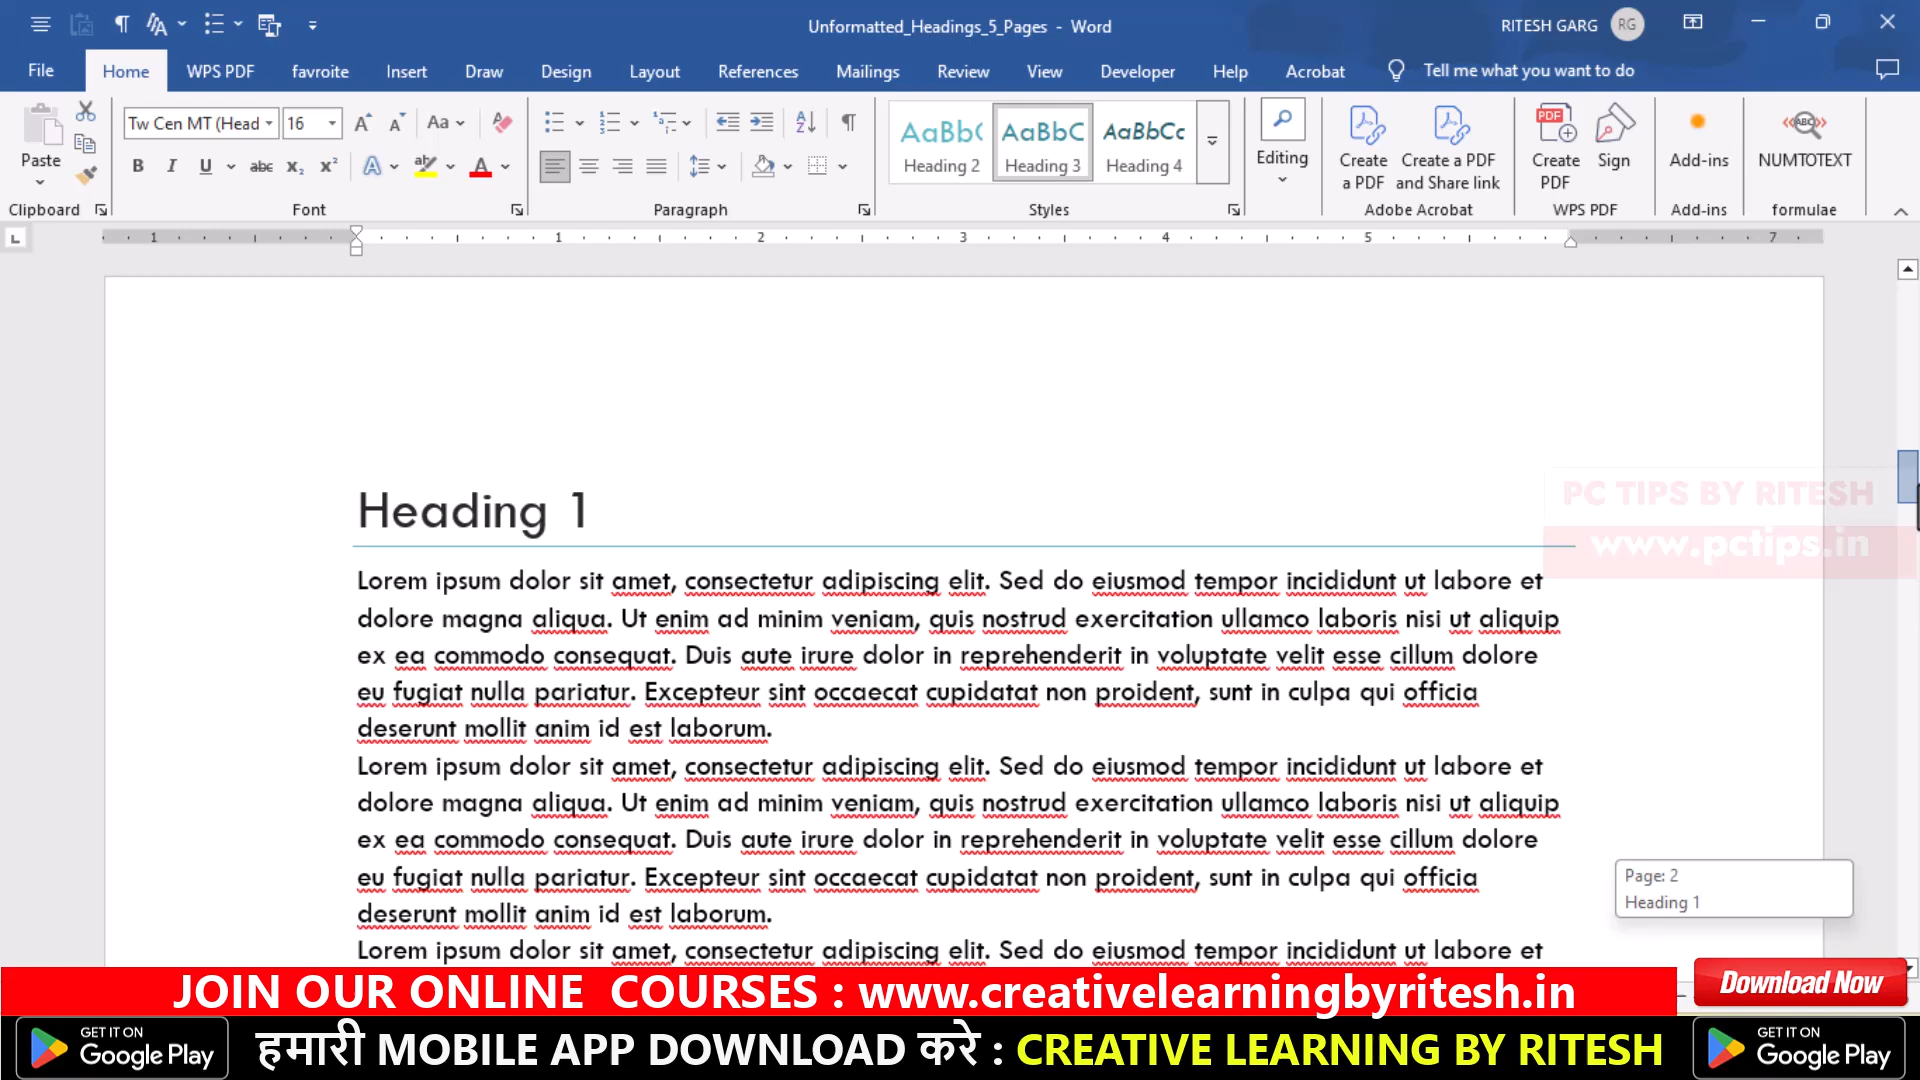 Unformatted_Headings_5_Pages - Word
RITESH GARG RG
File Home WPS PDF favroite Insert Draw Design Layout References Mailings Review View Developer Help Acrobat Tell me what you want to do
Tw Cen MT (Head 16 Aa
AaBbC AaBbC AaBbCc
Paste
B I U abc x₂ x²
Heading 2 Heading 3 Heading 4
Editing
Create a PDF
Create a PDF and Share link
Create PDF
Sign
Add-ins
ABC
NUMTOTEXT
Clipboard Font Paragraph Styles Adobe Acrobat WPS PDF Add-ins formulae
1 1 2 3 4 5 7
Heading 1
PC TIPS BY RITESH
www.pctips.in
Lorem ipsum dolor sit amet, consectetur adipiscing elit. Sed do eiusmod tempor incididunt ut labore et
dolore magna aliqua. Ut enim ad minim veniam, quis nostrud exercitation ullamco laboris nisi ut aliquip
ex ea commodo consequat. Duis aute irure dolor in reprehenderit in voluptate velit esse cillum dolore
eu fugiat nulla pariatur. Excepteur sint occaecat cupidatat non proident, sunt in culpa qui officia
deserunt mollit anim id est laborum.
Lorem ipsum dolor sit amet, consectetur adipiscing elit. Sed do eiusmod tempor incididunt ut labore et
dolore magna aliqua. Ut enim ad minim veniam, quis nostrud exercitation ullamco laboris nisi ut aliquip
ex ea commodo consequat. Duis aute irure dolor in reprehenderit in voluptate velit esse cillum dolore
eu fugiat nulla pariatur. Excepteur sint occaecat cupidatat non proident, sunt in culpa qui officia
deserunt mollit anim id est laborum.
Lorem ipsum dolor sit amet, consectetur adipiscing elit. Sed do eiusmod tempor incididunt ut labore et
Page: 2
Heading 1
JOIN OUR ONLINE COURSES : www.creativelearningbyritesh.in
Download Now
GET IT ON
Google Play
हमारी MOBILE APP DOWNLOAD करे : CREATIVE LEARNING BY RITESH
GET IT ON
Google Play